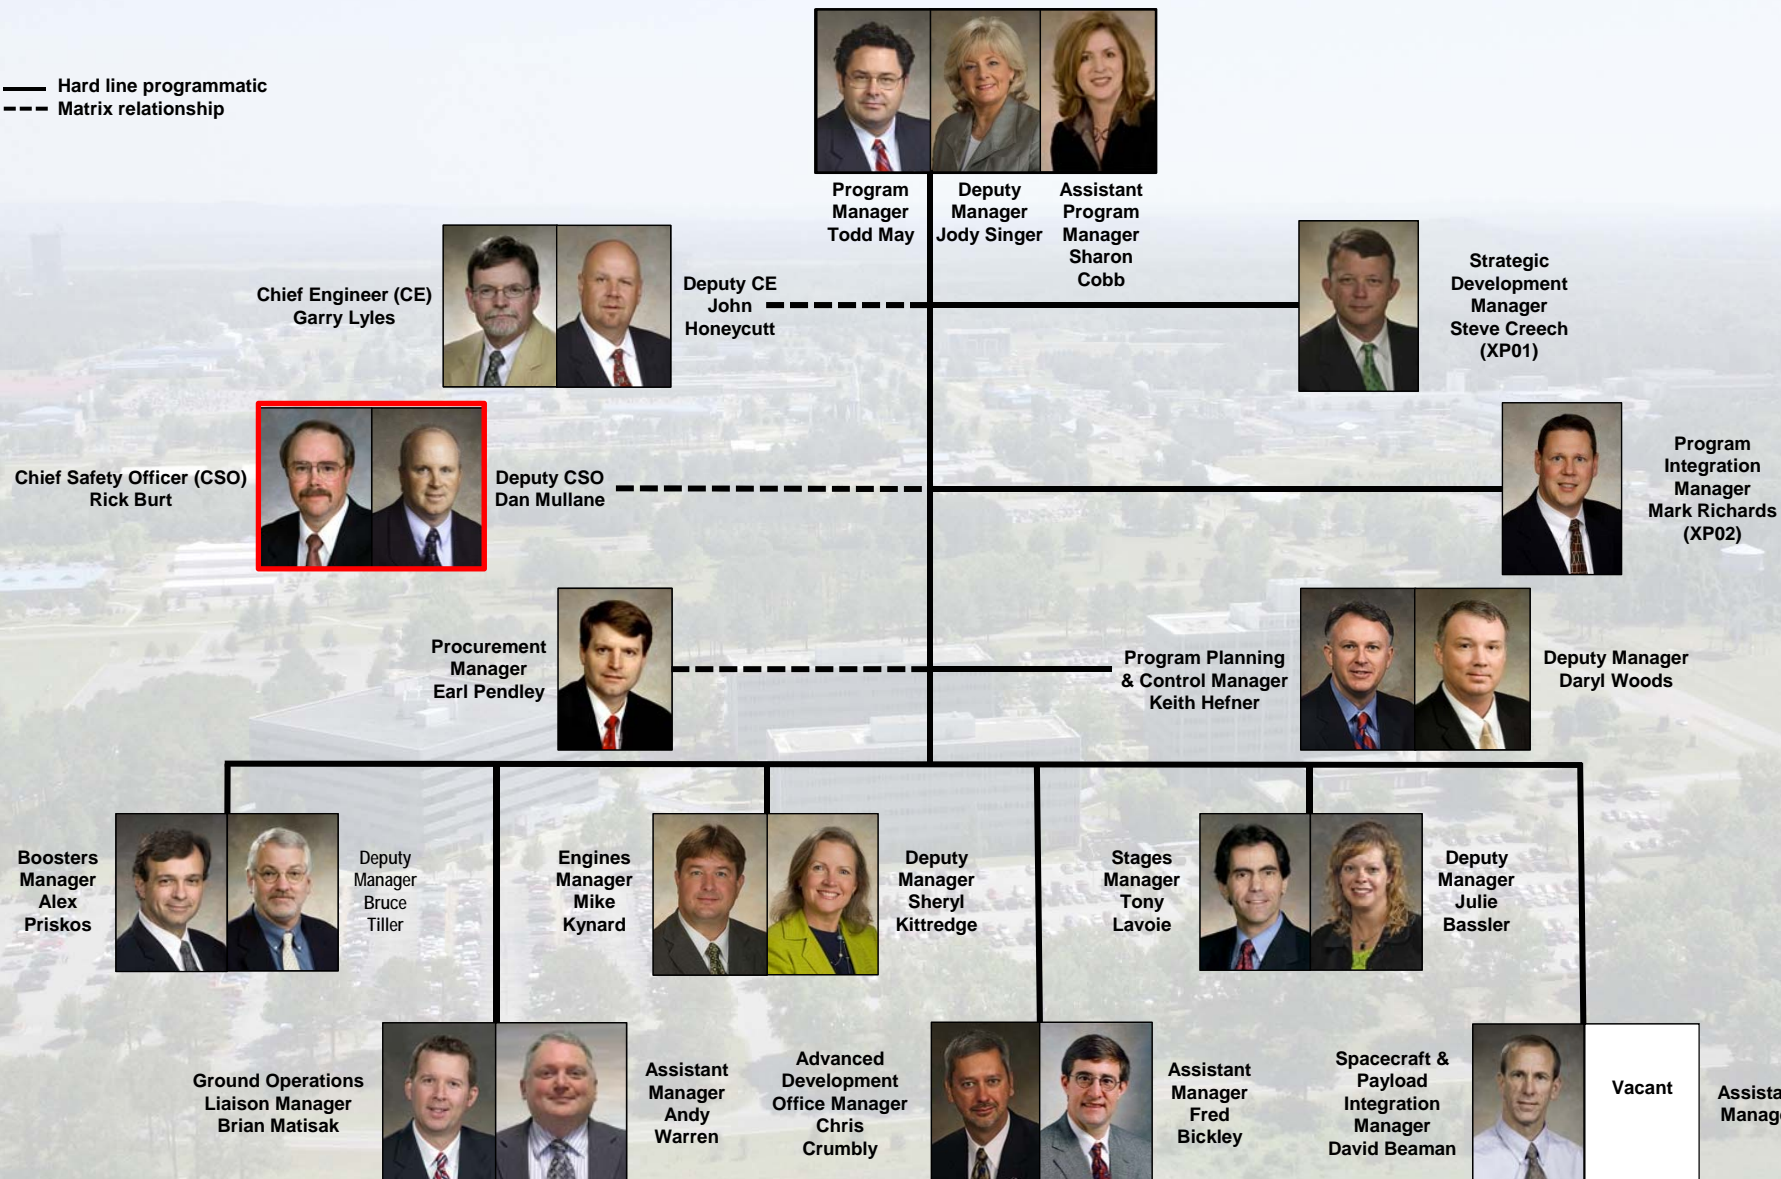 Hard line programmatic
Matrix relationship
Program
Manager
Todd May
Deputy
Manager
Jody Singer
Assistant
Program
Manager
Sharon
Cobb
Chief Engineer (CE)
Garry Lyles
Deputy CE
John
Honeycutt
Strategic
Development
Manager
Steve Creech
(XP01)
Chief Safety Officer (CSO)
Rick Burt
Deputy CSO
Dan Mullane
Program
Integration
Manager
Mark Richards
(XP02)
Procurement
Manager
Earl Pendley
Program Planning
& Control Manager
Keith Hefner
Deputy Manager
Daryl Woods
Boosters
Manager
Alex
Priskos
Deputy
Manager
Bruce
Tiller
Engines
Manager
Mike
Kynard
Deputy
Manager
Sheryl
Kittredge
Stages
Manager
Tony
Lavoie
Deputy
Manager
Julie
Bassler
Ground Operations
Liaison Manager
Brian Matisak
Assistant
Manager
Andy
Warren
Advanced
Development
Office Manager
Chris
Crumbly
Assistant
Manager
Fred
Bickley
Spacecraft &
Payload
Integration
Manager
David Beaman
Vacant